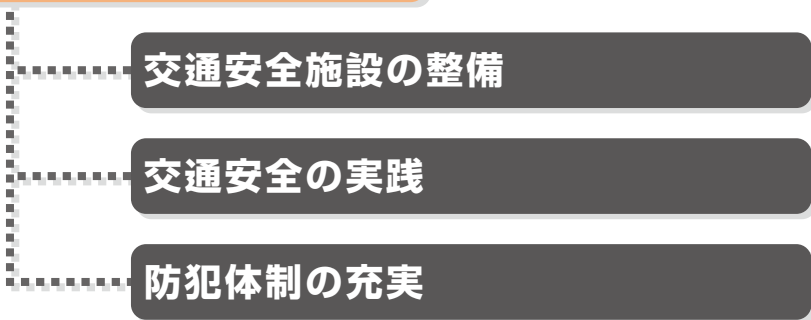 交通安全施設の整備
交通安全の実践
防犯体制の充実